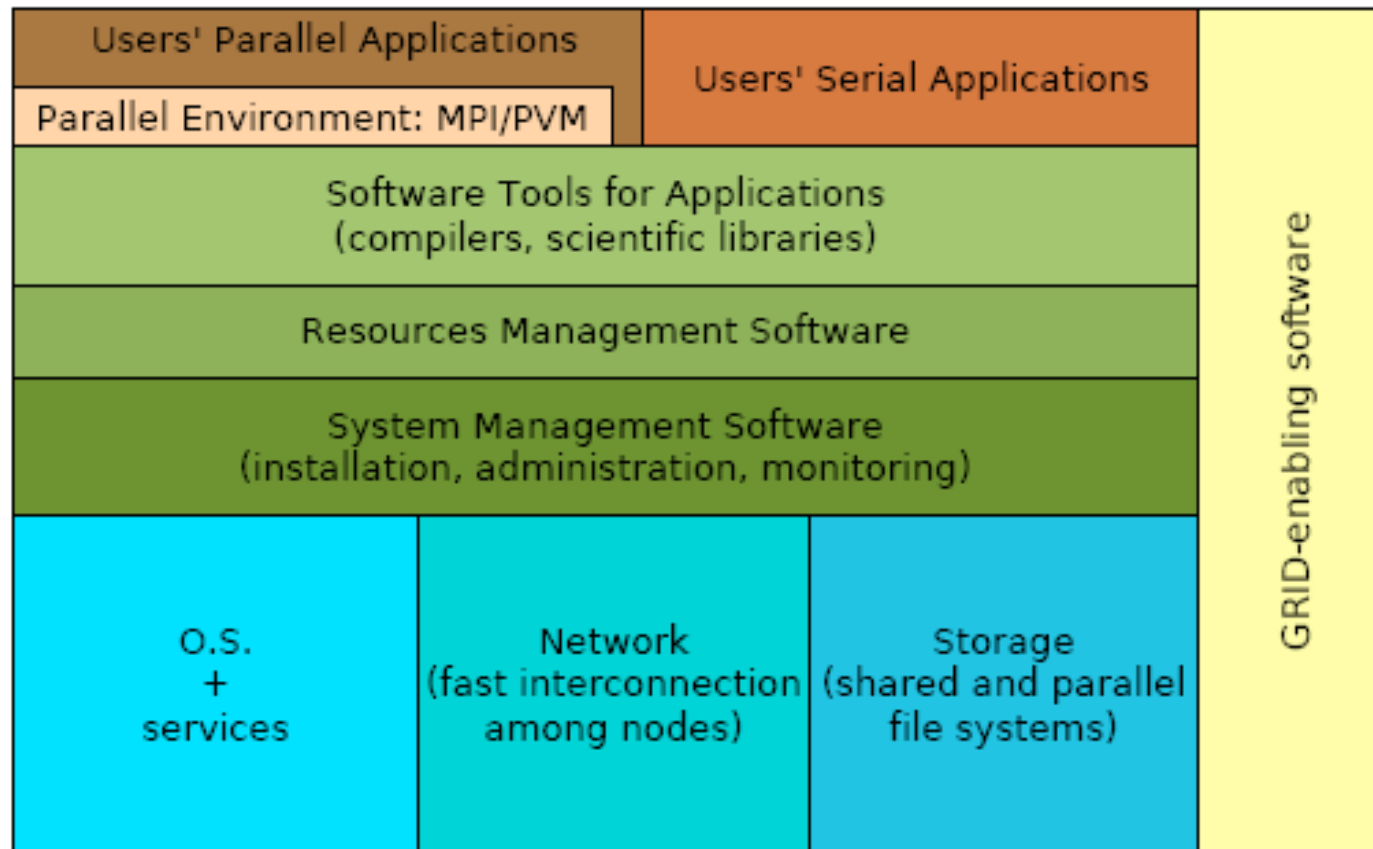 Users' Parallel Applications
Users' Serial Applications
Parallel Environment: MPI/PVM
Software Tools for Applications
(compilers, scientific libraries)
Resources Management Software
System Management Software
(installation, administration, monitoring)
O.S.
+
services
Network
(fast interconnection
among nodes)
Storage
(shared and parallel
file systems)
GRID-enabling software